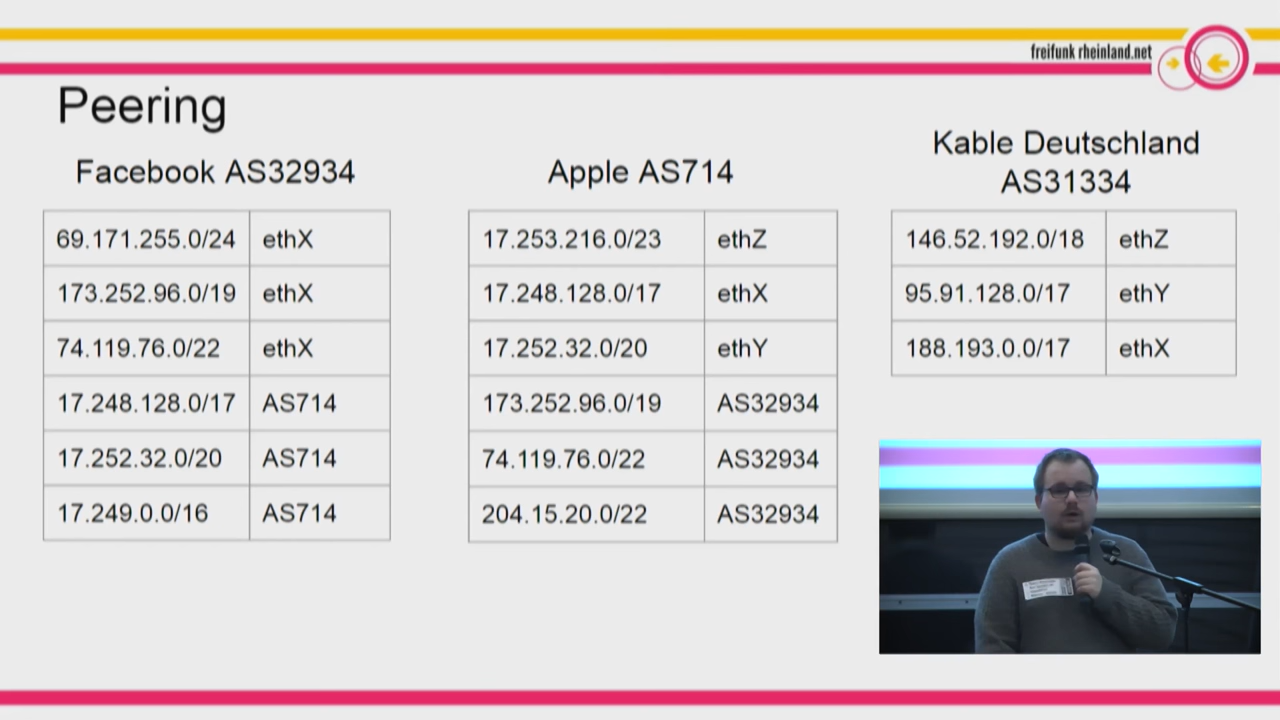 freifunk rheinland.net
Peering
Facebook AS32934
69.171.255.0/24 ethX
173.252.96.0/19 ethX
74.119.76.0/22 ethX
17.248.128.0/17 AS714
17.252.32.0/20 AS714
17.249.0.0/16 AS714
Apple AS714
17.253.216.0/23 ethZ
17.248.128.0/17 ethX
17.252.32.0/20 ethY
173.252.96.0/19 AS32934
74.119.76.0/22 AS32934
204.15.20.0/22 AS32934
Kable Deutschland
AS31334
146.52.192.0/18 ethZ
95.91.128.0/17 ethY
188.193.0.0/17 ethX